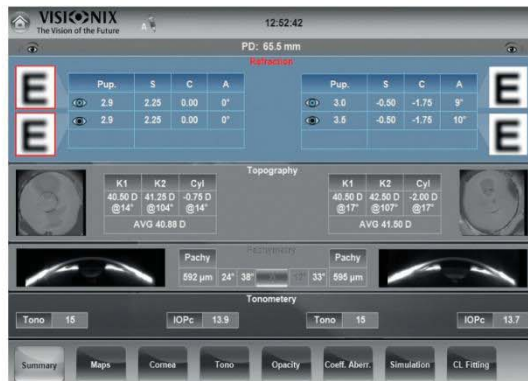 VISIONIX
The Vision of the Future
12:52:42
PD: 65.5 mm
Refraction
E
E
Pup. S C A
2.9 2.25 0.00 0°
2.9 2.25 0.00 0°
Pup. S C A
3.0 -0.50 -1.75 9°
3.5 -0.50 -1.75 10°
E
E
Topography
K1 K2 Cyl
40.50 D 41.25 D -0.75 D
@14° @104° @14°
AVG 40.88 D
K1 K2 Cyl
40.50 D 42.50 D -2.00 D
@17° @107° @17°
AVG 41.50 D
Pachymetry
Pachy
592 µm 24° 38°
Pachy
33° 595 µm
Tonometery
Tono 15 IOPc 13.9 Tono 15 IOPc 13.7
Summary Maps Cornea Tono Opacity Coeff. Aberr. Simulation CL Fitting